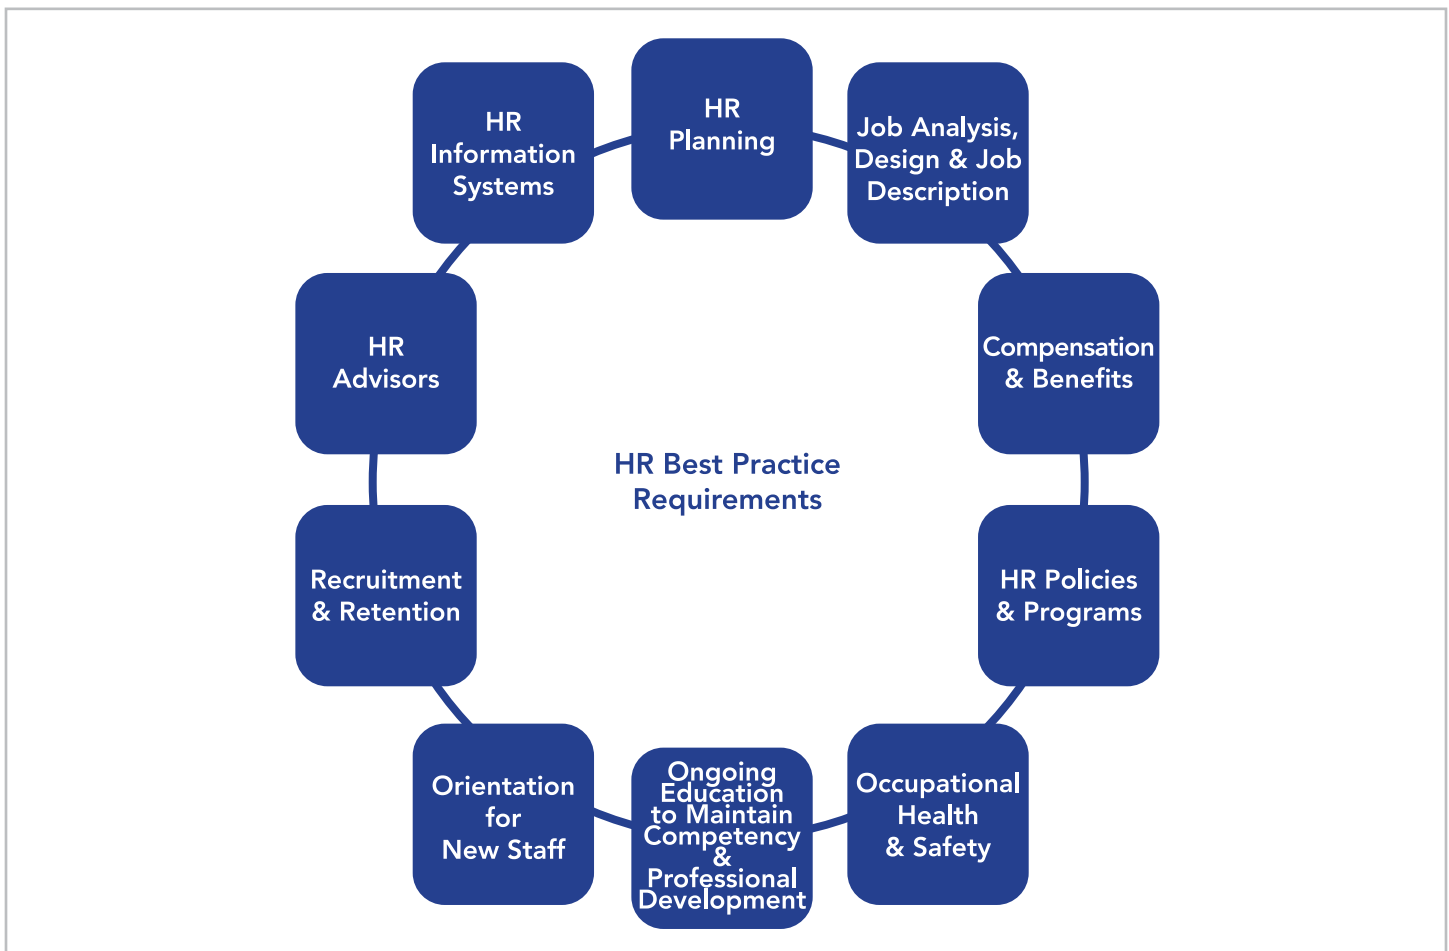 HR
Planning
Job Analysis,
Design & Job
Description
Compensation
& Benefits
HR Policies
& Programs
Occupational
Health
& Safety
Ongoing
Education
to Maintain
Competency
&
Professional
Development
Orientation
for
New Staff
Recruitment
& Retention
HR
Advisors
HR
Information
Systems
HR Best Practice
Requirements